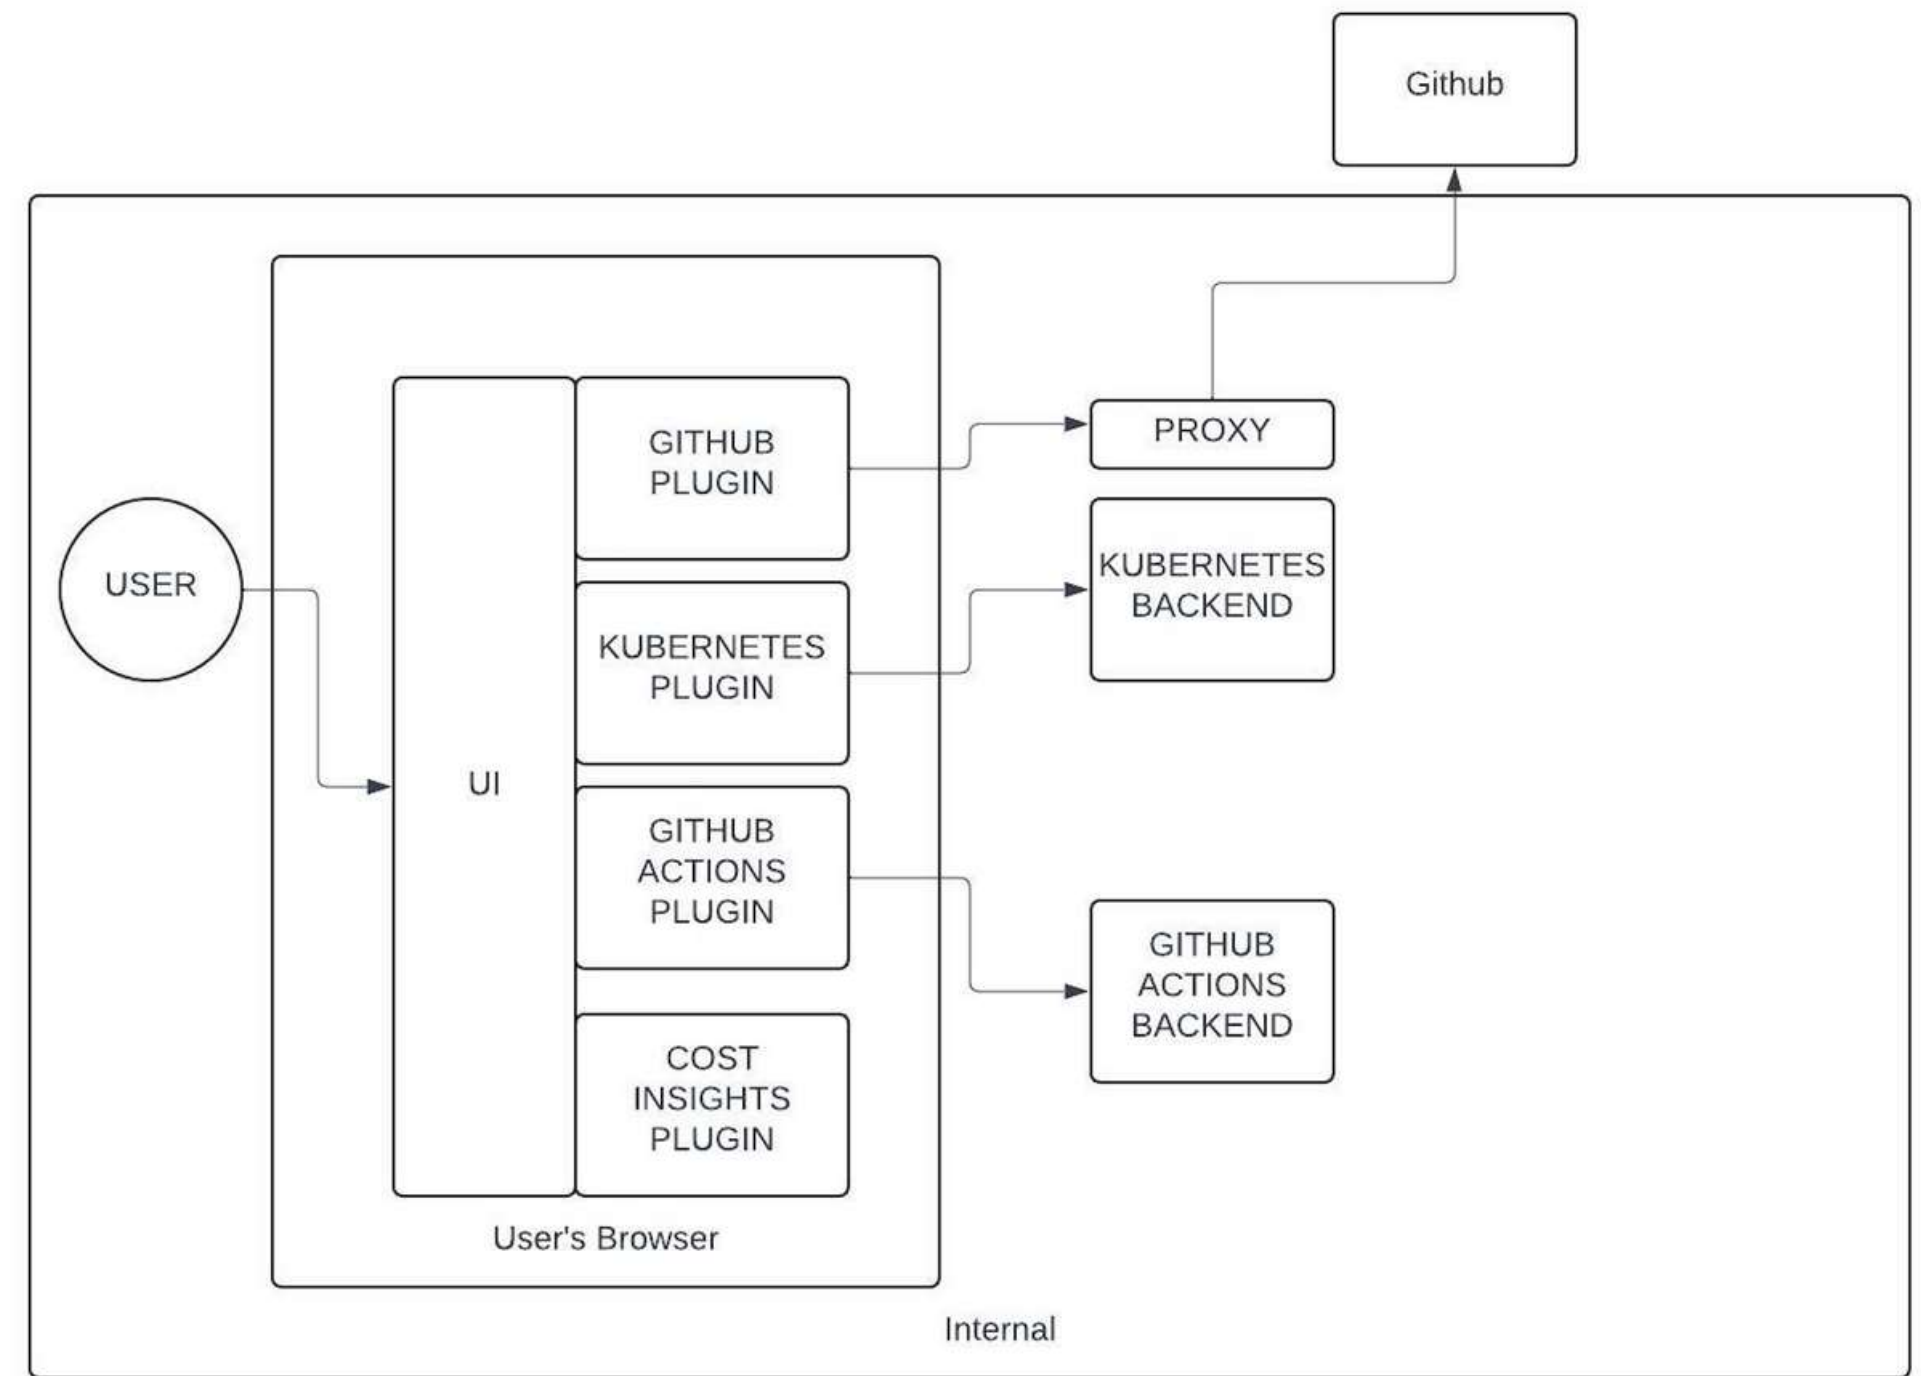 Github
GITHUB
PLUGIN
PROXY
USER
KUBERNETES
BACKEND
KUBERNETES
PLUGIN
UI
GITHUB
ACTIONS
PLUGIN
GITHUB
ACTIONS
BACKEND
COST
INSIGHTS
PLUGIN
User's Browser
Internal